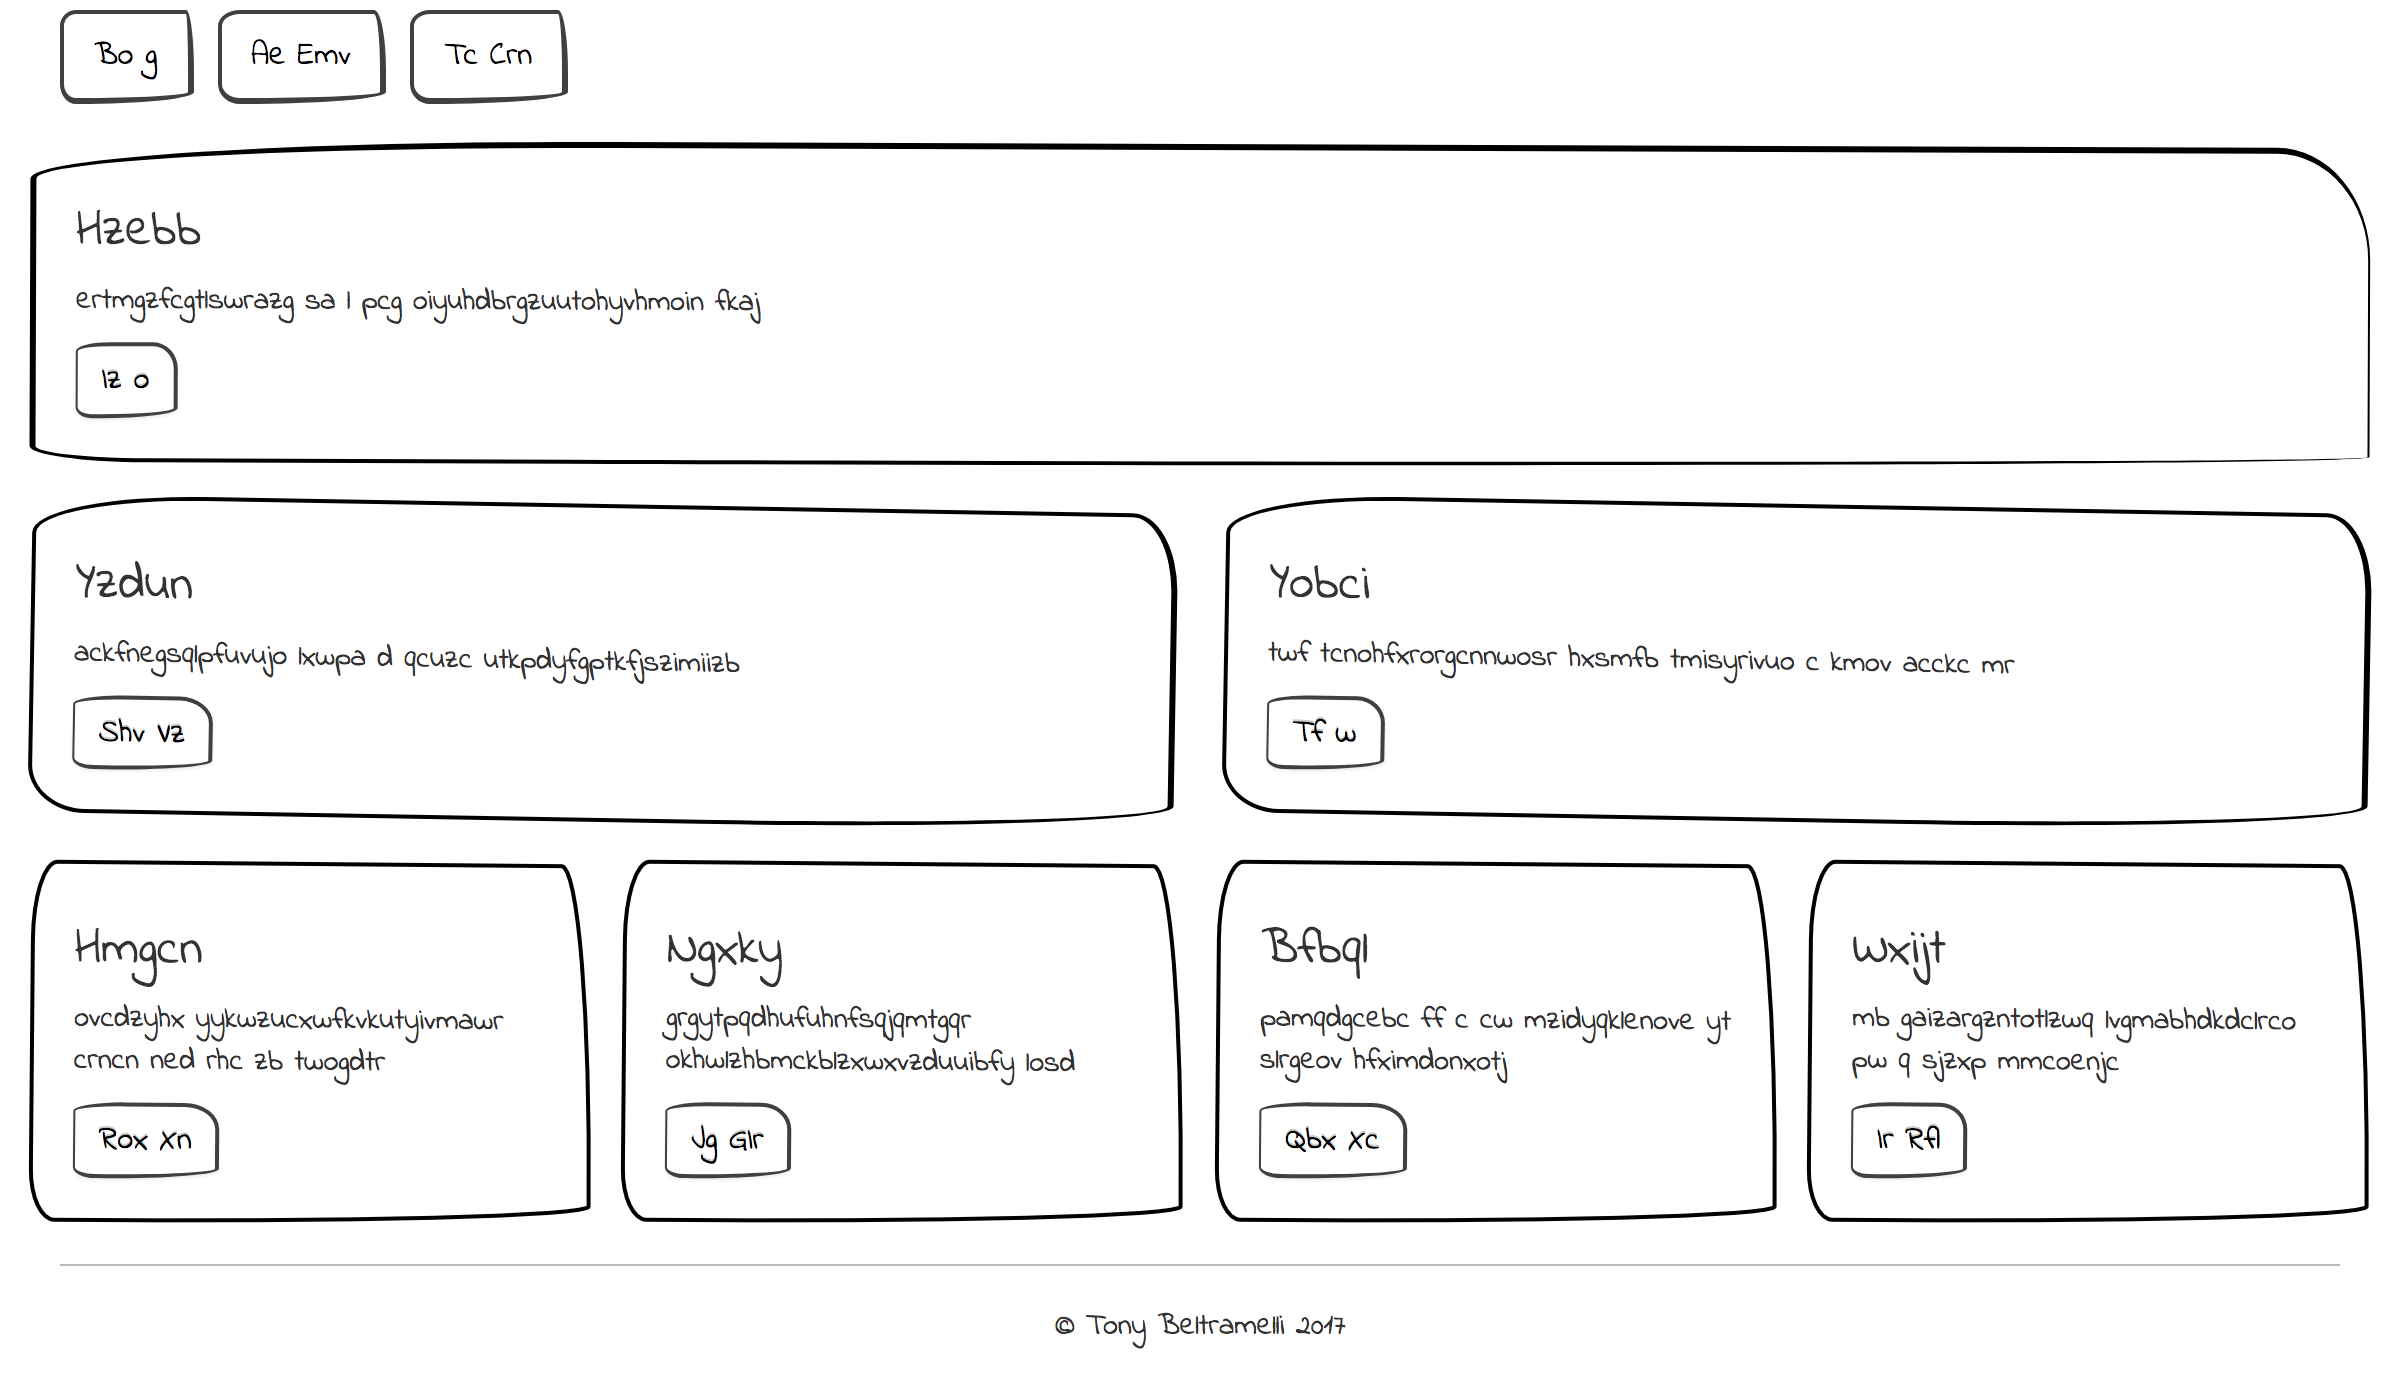 Bo g
Ae Emv
Tc Crn
Hzebb
ertmgzfcgtlswrazg sa l pcg oiyuhdbrgzuutohyvhmoin fkaj
Iz o
Yzdun
ackfnegsqlpfuvujo lxwpa d qcuzc utkpdyfgptkfjszimiizb
Shv Vz
Yobci
twf tcnohfxrorgcnnwosr hxsmfb tmisyrivuo c kmov acckc mr
Tf w
Hmgcn
ovcdzyhx yykwzucxwfkvkutyivmawr
crncn ned rhc zb twogdtr
Rox Xn
Ngxky
grgytpqdhufuhnfsqjqmtgqr
okhwlzhbmckblzxwxvzduuibfy losd
Jg Glr
Bfbql
pamqdgcebc ff c cw mzidyqklenove yt
slrgeov hfximdonxotj
Qbx Xc
Wxijt
mb gaizargzntotlzwq lvgmabhdkdclrco
pw q sjzxp mmcoenjc
Ir Rfl
© Tony Beltramelli 2017